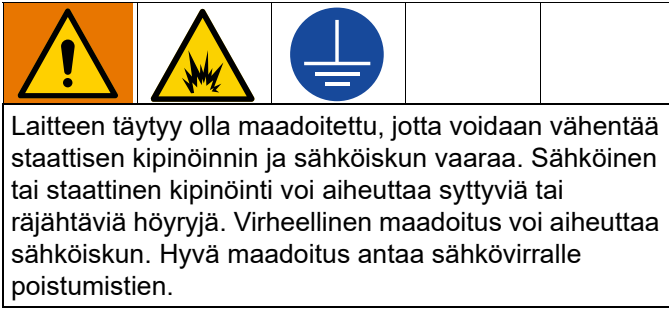 Laitteen täytyy olla maadoitettu, jotta voidaan vähentää
staattisen kipinöinnin ja sähköiskun vaaraa. Sähköinen
tai staattinen kipinöinti voi aiheuttaa syttyviä tai
räjähtäviä höyryjä. Virheellinen maadoitus voi aiheuttaa
sähköiskun. Hyvä maadoitus antaa sähkövirralle
poistumistien.